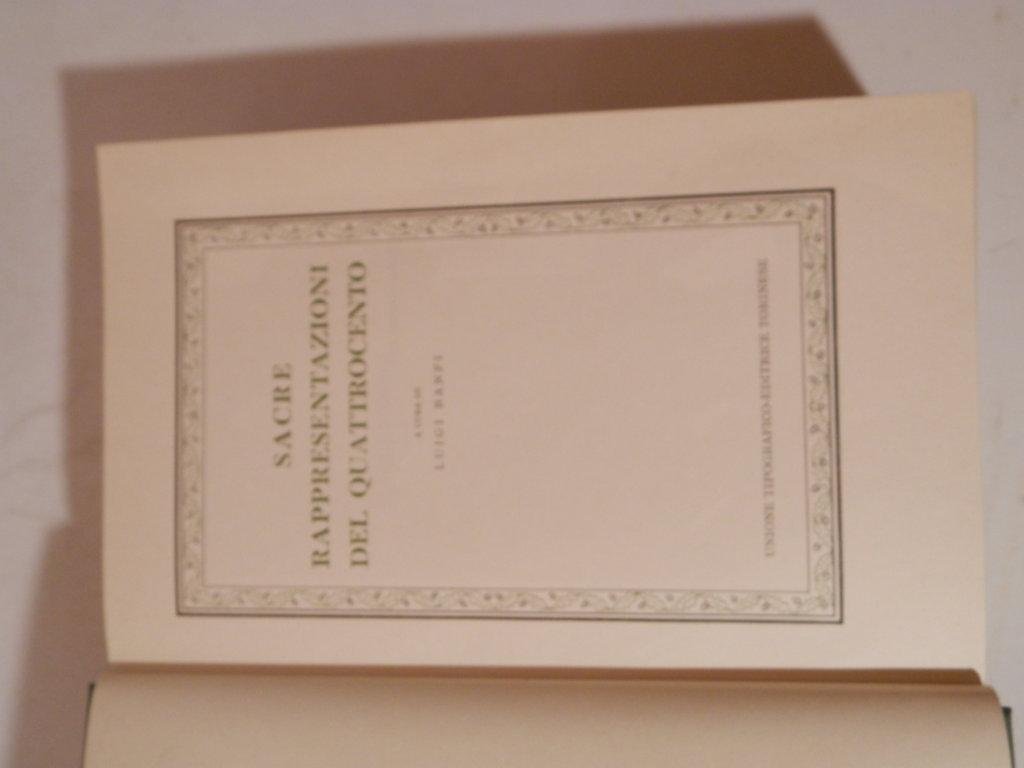 SACRE
RAPPRESENTAZIONI
DEL QUATTROCENTO
A CURA DI
LUIGI BANFI
UNIONE TIPOGRAFICO-EDITRICE TORINESE